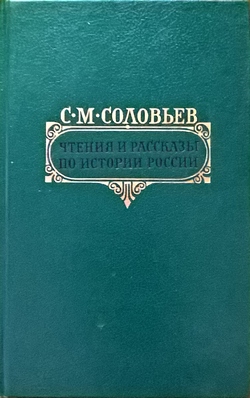 С·М·СОЛОВЬЕВ
ЧТЕНИЯ И РАССКАЗЫ
ПО ИСТОРИИ РОССИИ